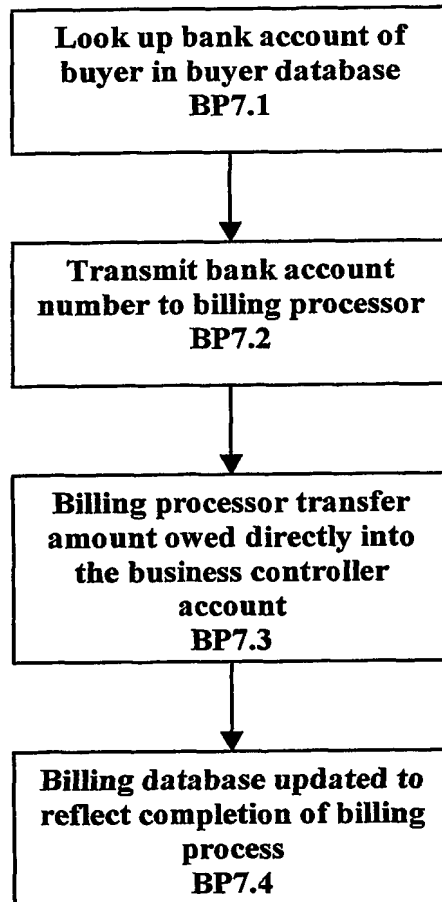 Look up bank account of
buyer in buyer database
BP7.1
Transmit bank account
number to billing processor
BP7.2
Billing processor transfer
amount owed directly into
the business controller
account
BP7.3
Billing database updated to
reflect completion of billing
process
BP7.4